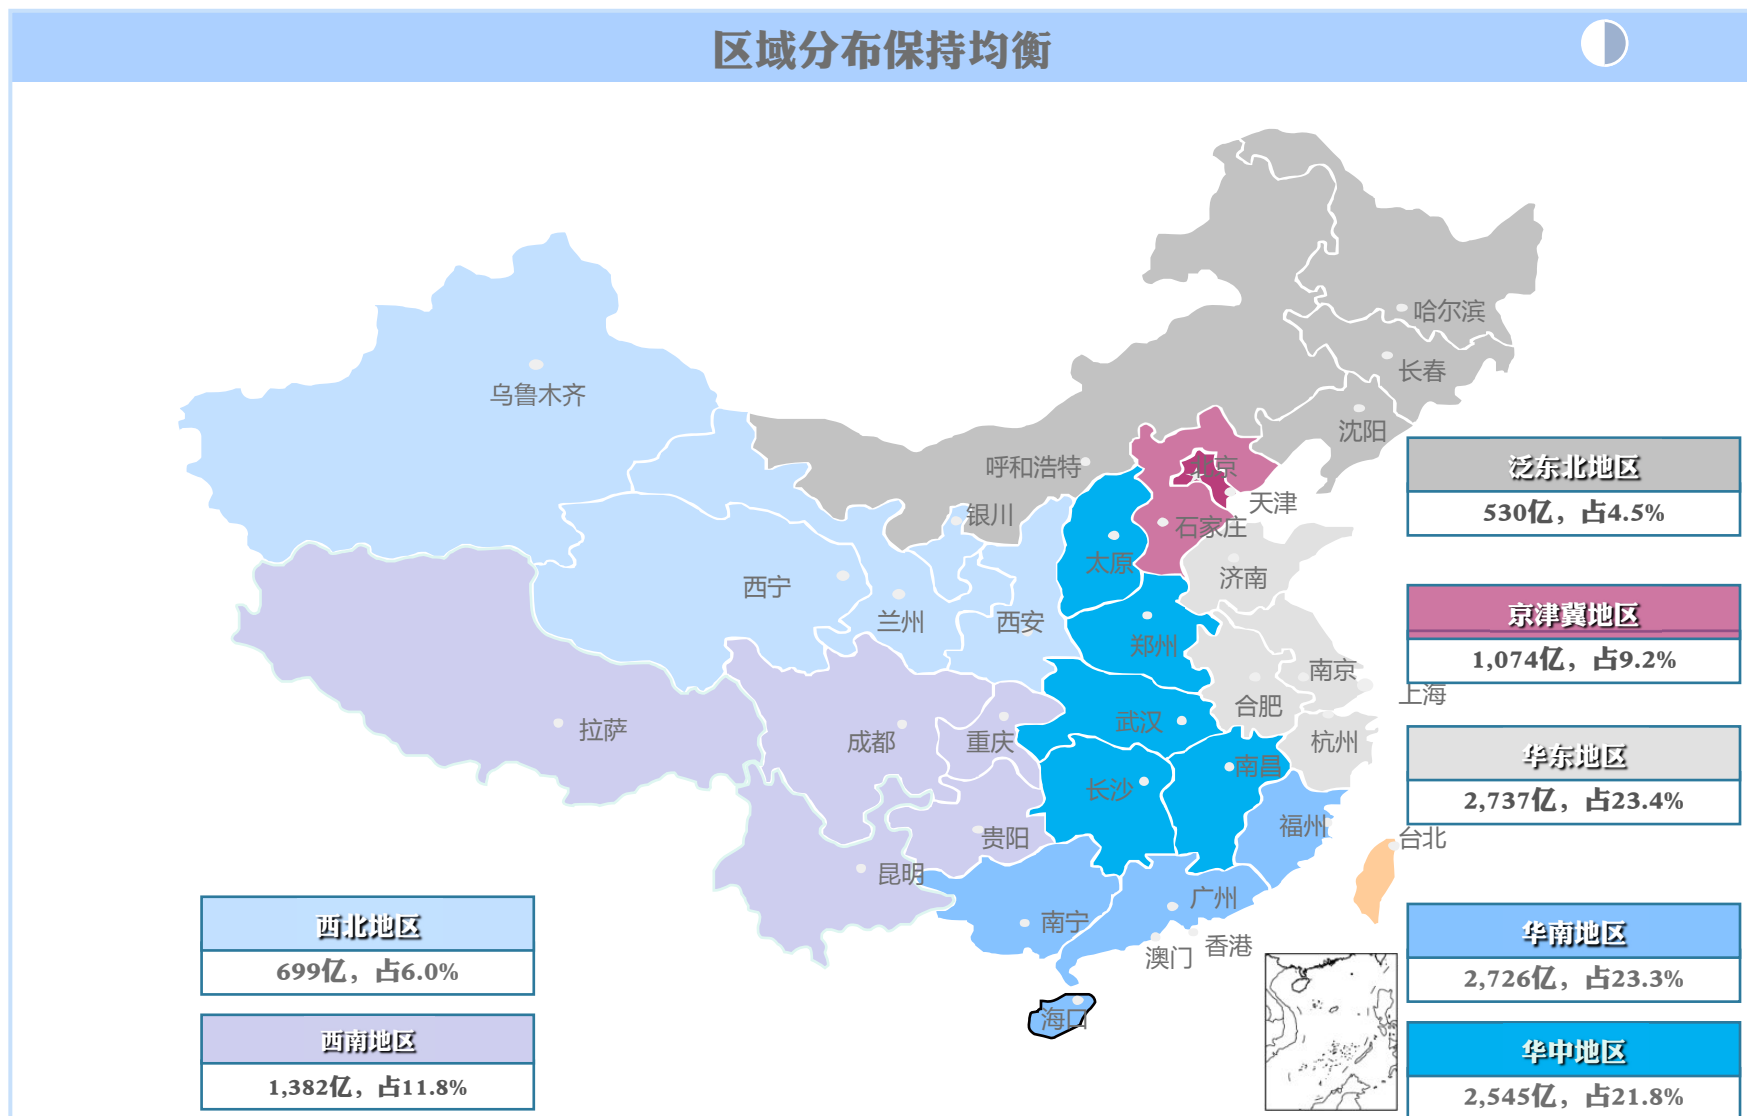 区域分布保持均衡
哈尔滨
长春
乌鲁木齐
沈阳
呼和浩特
北京
泛东北地区
天津
530亿，占4.5%
银川
石家庄
太原
济南
西宁
兰州
西安
京津冀地区
郑州
1,074亿，占9.2%
南京
上海
合肥
拉萨
成都
重庆
武汉
杭州
华东地区
南昌
长沙
2,737亿，占23.4%
福州
台北
贵阳
昆明
广州
南宁
西北地区
华南地区
香港
澳门
699亿，占6.0%
2,726亿，占23.3%
海口
西南地区
华中地区
1,382亿，占11.8%
2,545亿，占21.8%